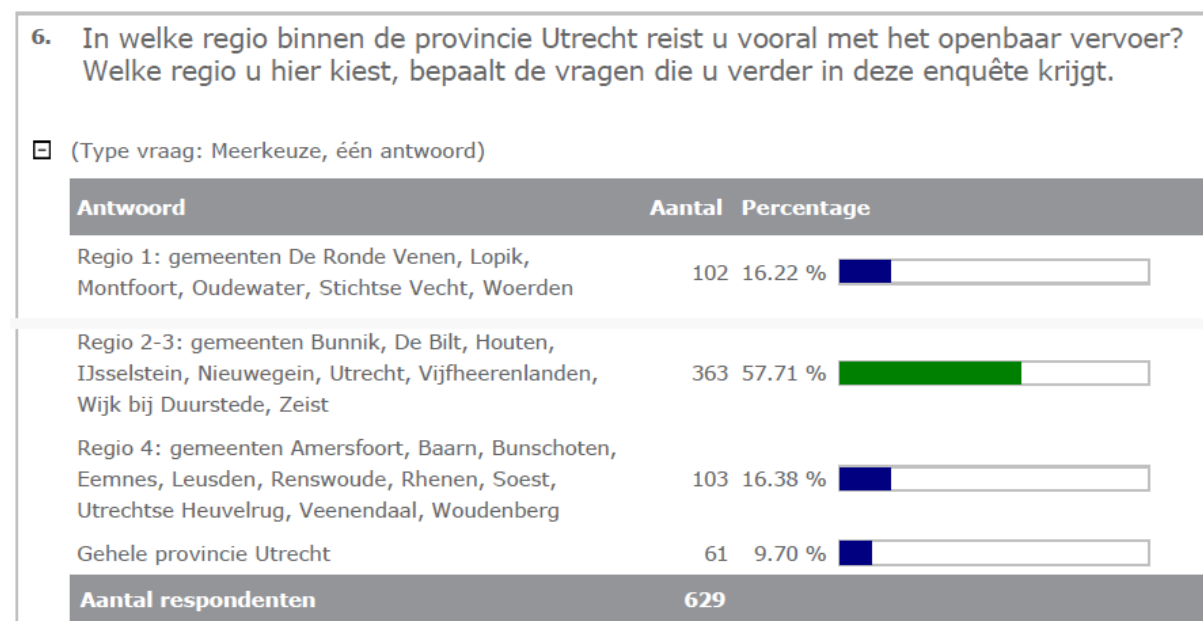 6. In welke regio binnen de provincie Utrecht reist u vooral met het openbaar vervoer?
Welke regio u hier kiest, bepaalt de vragen die u verder in deze enquête krijgt.
(Type vraag: Meerkeuze, één antwoord)
Antwoord Aantal Percentage
Regio 1: gemeenten De Ronde Venen, Lopik,
Montfoort, Oudewater, Stichtse Vecht, Woerden
102 16.22 %
Regio 2-3: gemeenten Bunnik, De Bilt, Houten,
IJsselstein, Nieuwegein, Utrecht, Vijfheerenlanden,
Wijk bij Duurstede, Zeist
363 57.71 %
Regio 4: gemeenten Amersfoort, Baarn, Bunschoten,
Eemnes, Leusden, Renswoude, Rhenen, Soest,
Utrechtse Heuvelrug, Veenendaal, Woudenberg
103 16.38 %
Gehele provincie Utrecht 61 9.70 %
Aantal respondenten 629